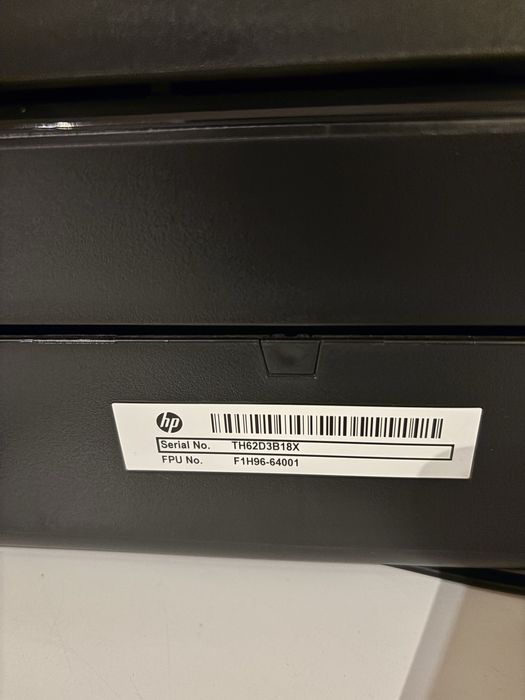 hp
Serial No. TH62D3B18X
FPU No. F1H96-64001